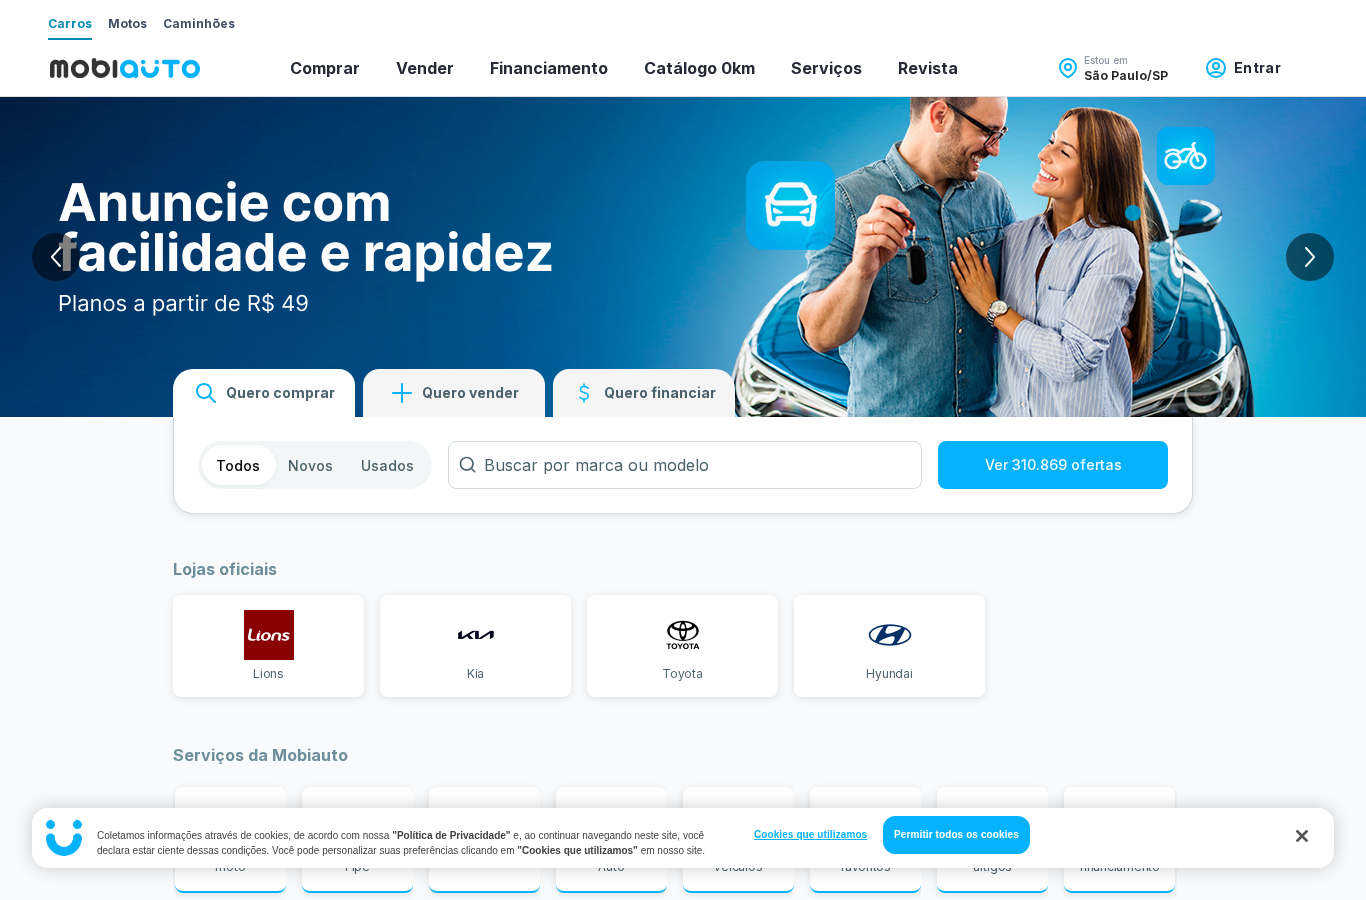 Carros Motos Caminhões
mobiauto
Comprar Vender Financiamento Catálogo 0km Serviços Revista
Estou em
São Paulo/SP
Entrar
Anuncie com
facilidade e rapidez
Planos a partir de R$ 49
Quero comprar Quero vender Quero financiar
Todos Novos Usados Buscar por marca ou modelo Ver 310.869 ofertas
Lojas oficiais
Lions
TOYOTA
Lions Kia Toyota Hyundai
Serviços da Mobiauto
Coletamos informações através de cookies, de acordo com nossa "Política de Privacidade" e, ao continuar navegando neste site, você
declara estar ciente dessas condições. Você pode personalizar suas preferências clicando em "Cookies que utilizamos" em nosso site.
Cookies que utilizamos
Permitir todos os cookies